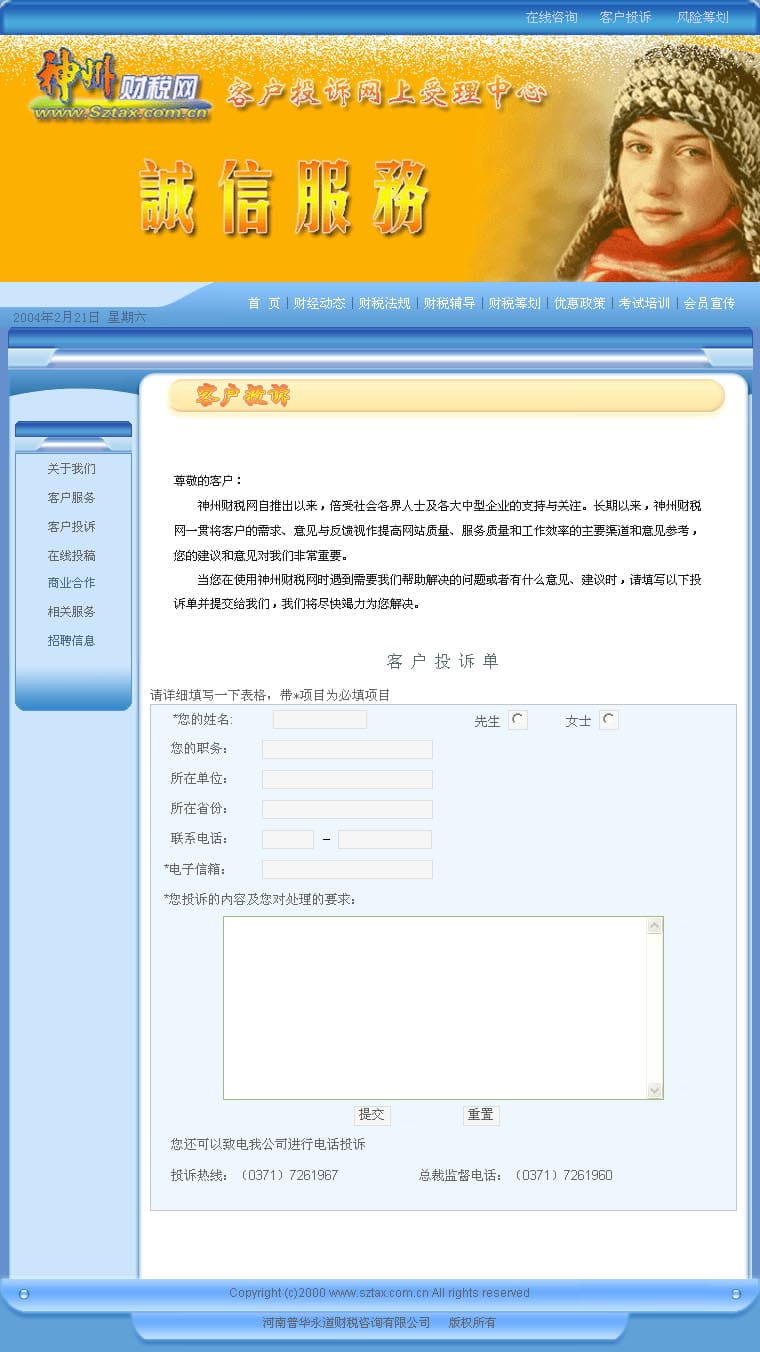 在线咨询 客户投诉 风险筹划
神州财税网
www.Sztax.com.cn
客户投诉网上受理中心
誠信服務
首 页 | 财经动态 | 财税法规 | 财税辅导 | 财税筹划 | 优惠政策 | 考试培训 | 会员宣传
2004年2月21日 星期六
客户投诉
关于我们
客户服务
客户投诉
在线投稿
商业合作
相关服务
招聘信息
尊敬的客户：
神州财税网自推出以来，倍受社会各界人士及各大中型企业的支持与关注。长期以来，神州财税
网一贯将客户的需求、意见与反馈视作提高网站质量、服务质量和工作效率的主要渠道和意见参考，
您的建议和意见对我们非常重要。
当您在使用神州财税网时遇到需要我们帮助解决的问题或者有什么意见、建议时，请填写以下投
诉单并提交给我们，我们将尽快竭力为您解决。
客户投诉单
请详细填写一下表格，带*项目为必填项目
*您的姓名: 先生 女士
您的职务：
所在单位：
所在省份：
联系电话： –
*电子信箱：
*您投诉的内容及您对处理的要求：
提交 重置
您还可以致电我公司进行电话投诉
投诉热线：（0371）7261967 总裁监督电话：（0371）7261960
Copyright (c)2000 www.sztax.com.cn All rights reserved
河南普华永道财税咨询有限公司 版权所有